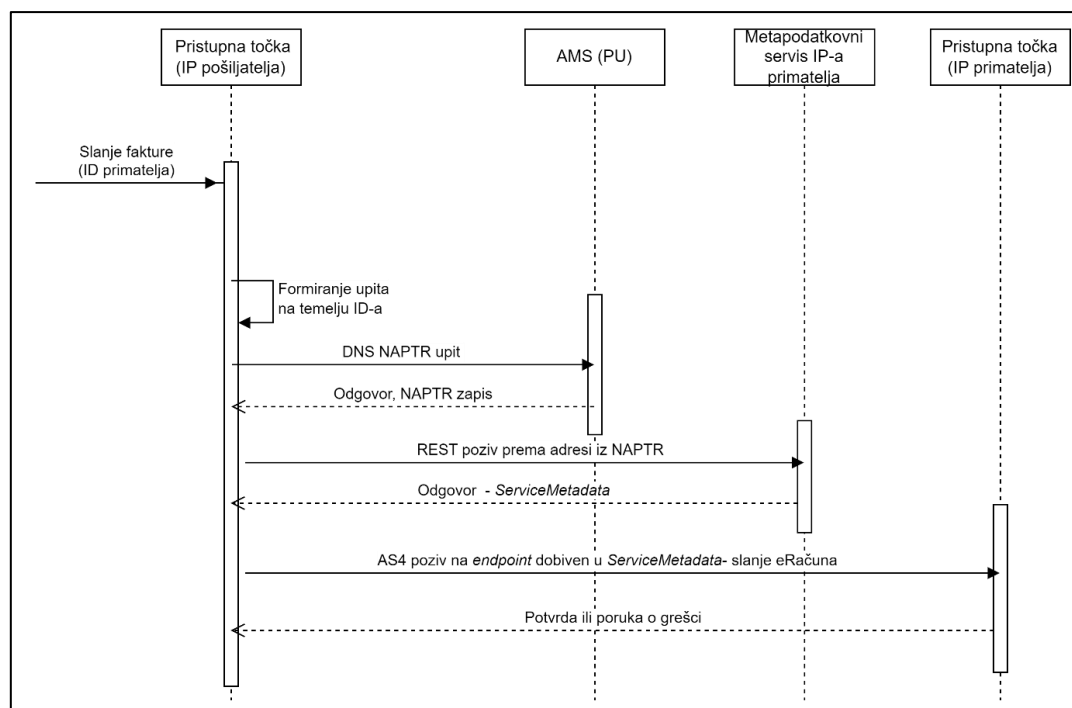 Pristupna točka
(IP pošiljatelja)
AMS (PU)
Metapodatkovni
servis IP-a
primatelja
Pristupna točka
(IP primatelja)
Slanje fakture
(ID primatelja)
Formiranje upita
na temelju ID-a
DNS NAPTR upit
Odgovor, NAPTR zapis
REST poziv prema adresi iz NAPTR
Odgovor - ServiceMetadata
AS4 poziv na endpoint dobiven u ServiceMetadata- slanje eRačuna
Potvrda ili poruka o grešci